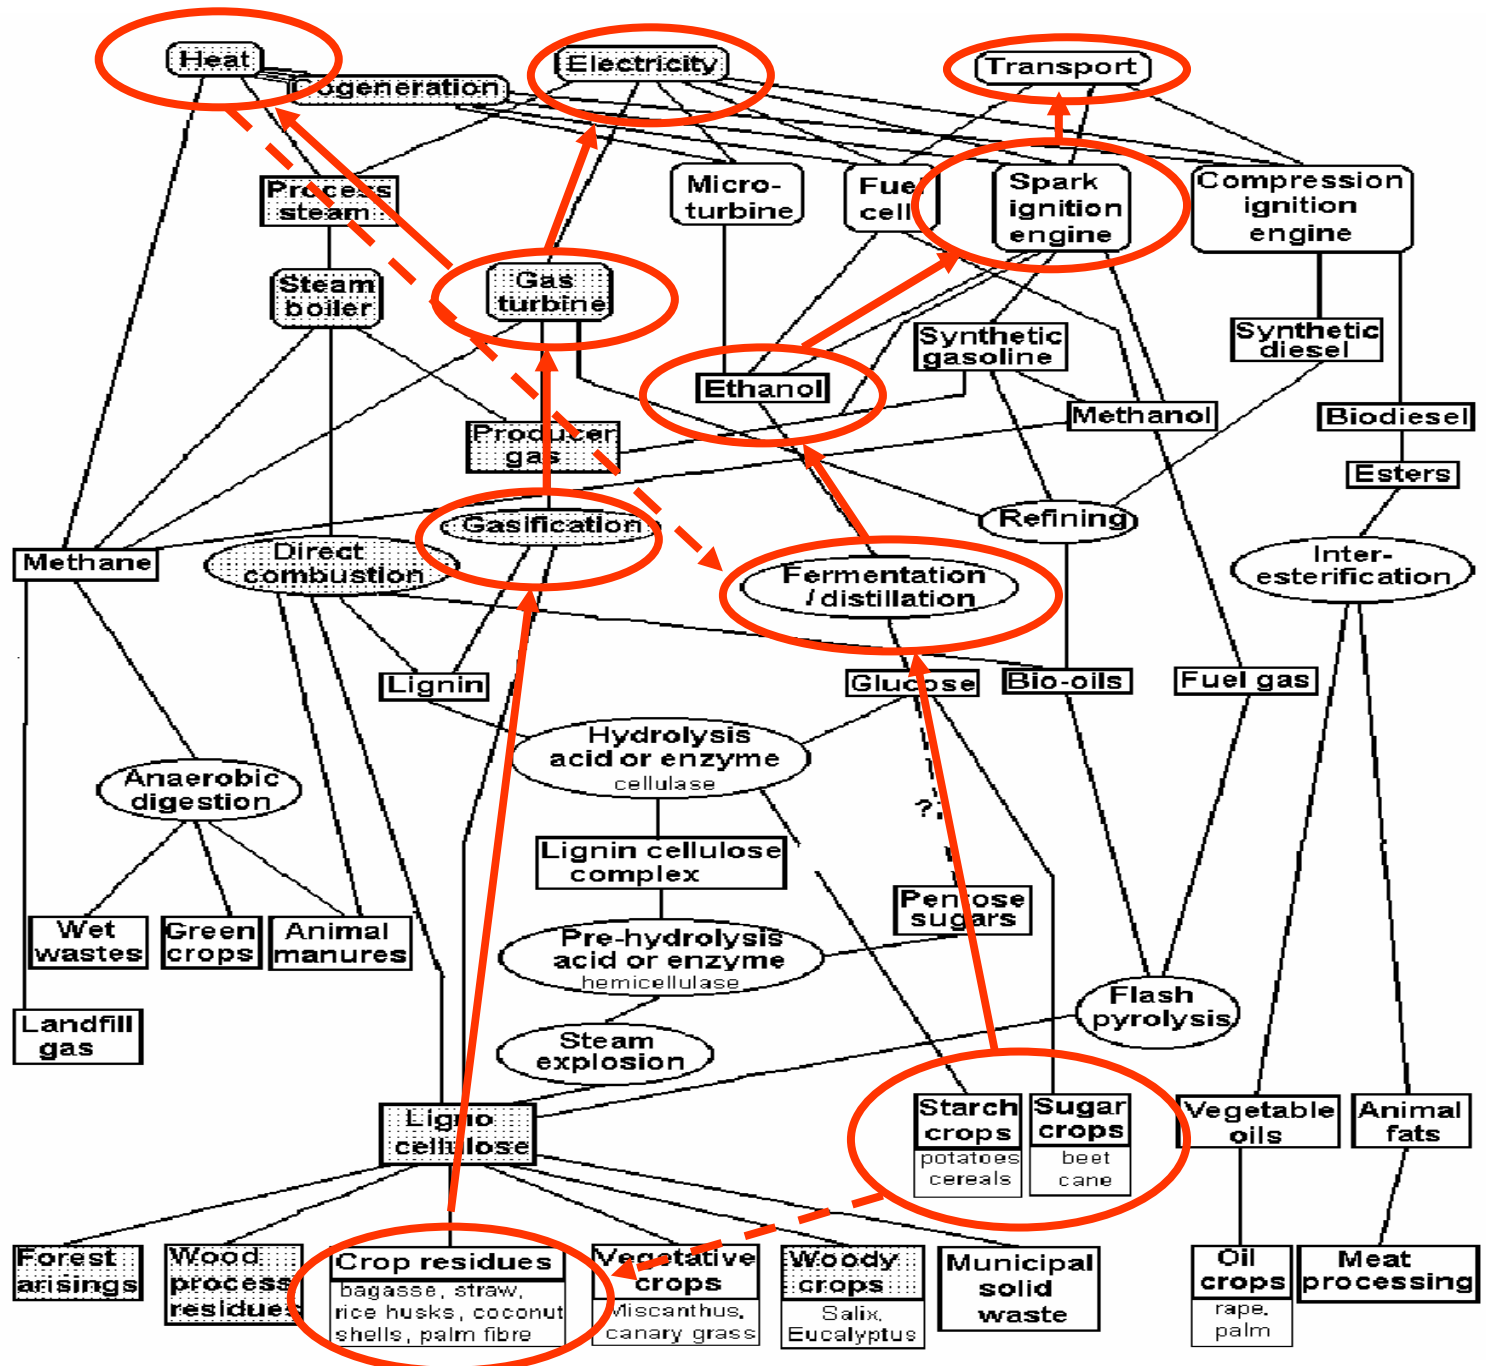 Heat
Cogeneration
Electricity
Transport
Process
steam
Micro-
turbine
Fuel
cell
Spark
ignition
engine
Compression
ignition
engine
Steam
boiler
Gas
turbine
Synthetic
gasoline
Synthetic
diesel
Ethanol
Methanol
Biodiesel
Producer
gas
Esters
Gasification
Refining
Methane
Direct
combustion
Fermentation
/distillation
Inter-
esterification
Lignin
Glucose
Bio-oils
Fuel gas
Hydrolysis
acid or enzyme
cellulase
Anaerobic
digestion
?
Lignin cellulose
complex
Pentose
sugars
Wet
wastes
Green
crops
Animal
manures
Pre-hydrolysis
acid or enzyme
hemicellulase
Flash
pyrolysis
Landfill
gas
Steam
explosion
Ligno
cellulose
Starch
crops
potatoes
cereals
Sugar
crops
beet
cane
Vegetable
oils
Animal
fats
Forest
arisings
Wood
process
residues
Crop residues
bagasse, straw,
rice husks, coconut
shells, palm fibre
Vegetative
crops
Miscanthus,
canary grass
Woody
crops
Salix,
Eucalyptus
Municipal
solid
waste
Oil
crops
rape,
palm
Meat
processing